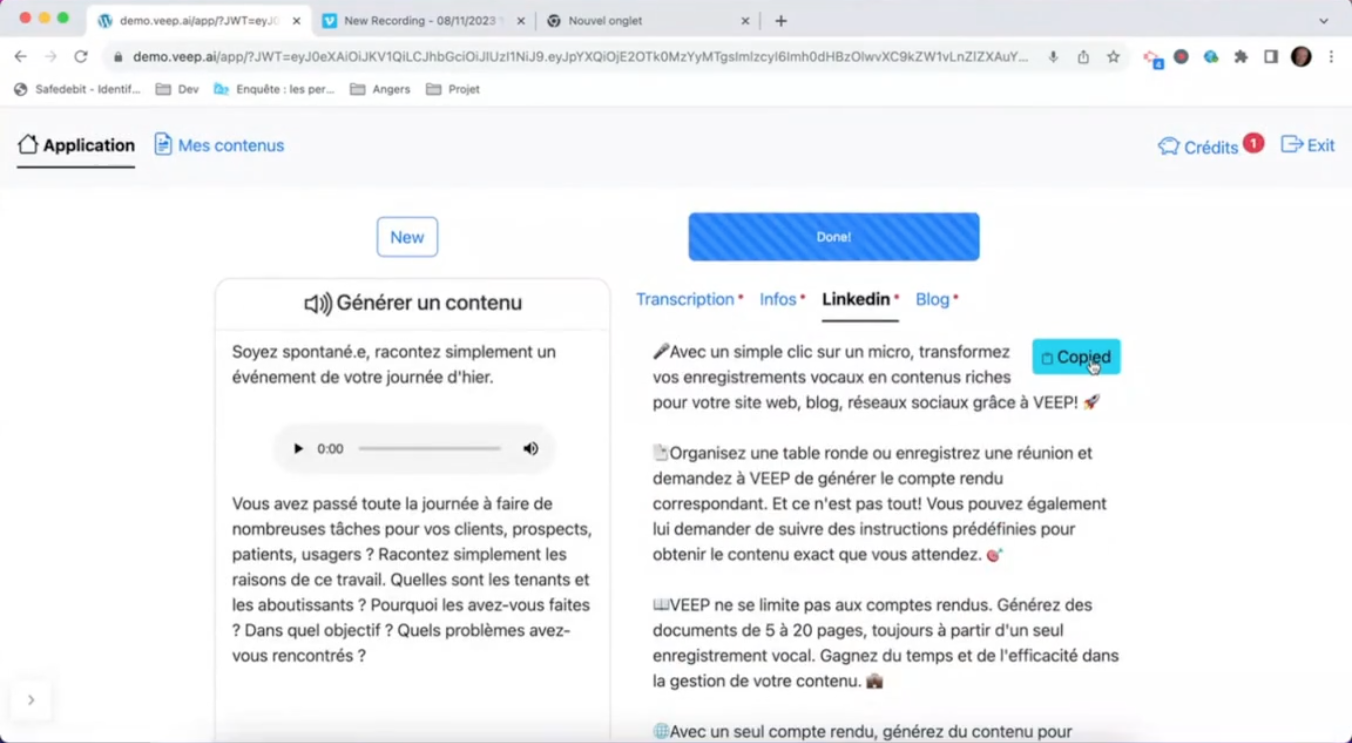 demo.veep.ai/app/?JWT=eyJ0
New Recording - 08/11/2023
Nouvel onglet
demo.veep.ai/app/?JWT=eyJ0eXAiOiJKV1QiLCJhbGciOiJIUzI1NiJ9.eyJpYXQiOjE2OTk0MzYyMTgsImlzcyI6Imh0dHBzOlwvXC9kZW1vLnZlZXAuY...
4
Safedebit - Identif...
Dev
Enquête : les per...
Angers
Projet
Application
Mes contenus
Crédits 1
Exit
New
Done!
Générer un contenu
Soyez spontané.e, racontez simplement un
événement de votre journée d'hier.
0:00
Vous avez passé toute la journée à faire de
nombreuses tâches pour vos clients, prospects,
patients, usagers ? Racontez simplement les
raisons de ce travail. Quelles sont les tenants et
les aboutissants ? Pourquoi les avez-vous faites
? Dans quel objectif ? Quels problèmes avez-
vous rencontrés ?
Transcription
Infos
Linkedin
Blog
Copied
🎤Avec un simple clic sur un micro, transformez
vos enregistrements vocaux en contenus riches
pour votre site web, blog, réseaux sociaux grâce à VEEP! 🚀
📄Organisez une table ronde ou enregistrez une réunion et
demandez à VEEP de générer le compte rendu
correspondant. Et ce n'est pas tout! Vous pouvez également
lui demander de suivre des instructions prédéfinies pour
obtenir le contenu exact que vous attendez. 🎯
📖VEEP ne se limite pas aux comptes rendus. Générez des
documents de 5 à 20 pages, toujours à partir d'un seul
enregistrement vocal. Gagnez du temps et de l'efficacité dans
la gestion de votre contenu. 💼
🌐Avec un seul compte rendu, générez du contenu pour